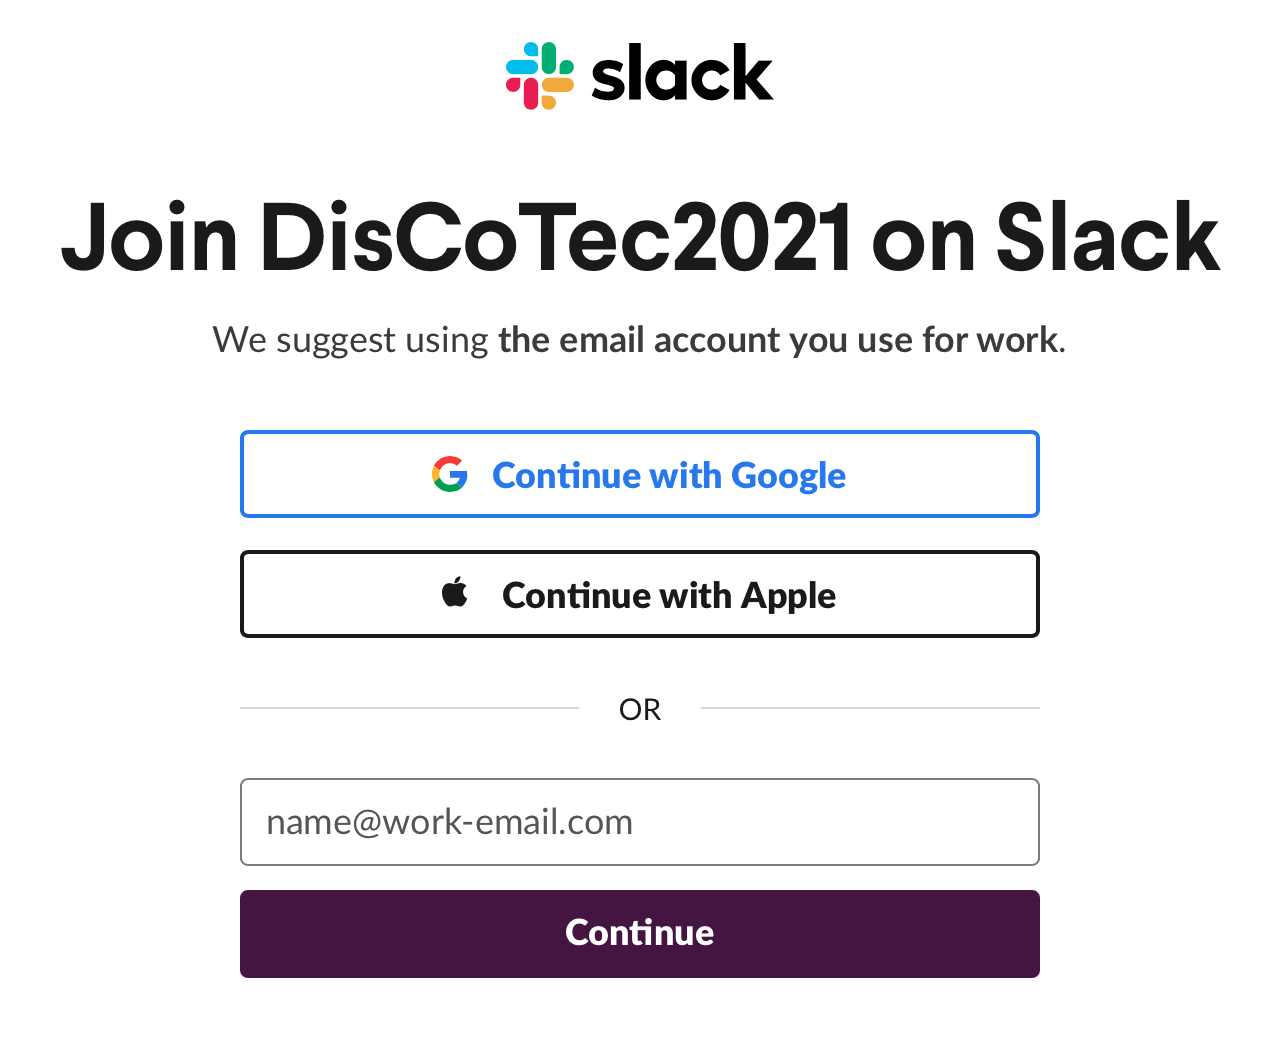 slack
Join DisCoTec2021 on Slack
We suggest using the email account you use for work.
Continue with Google
Continue with Apple
OR
name@work-email.com
Continue